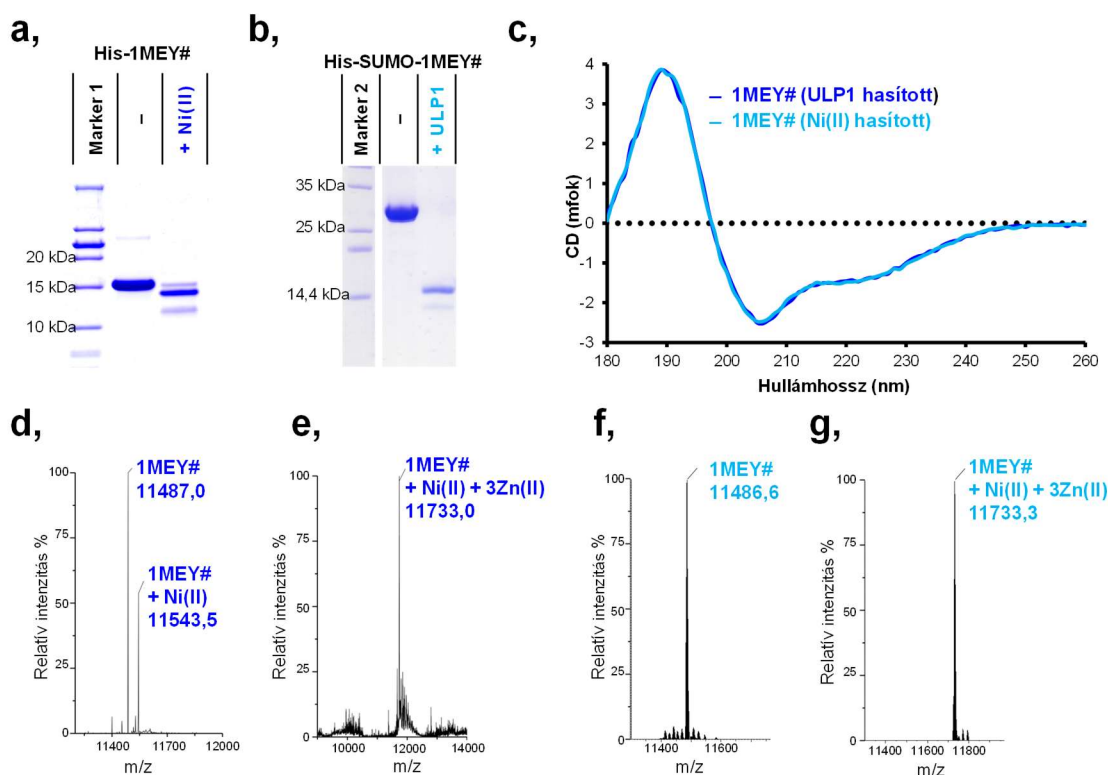 a,
His-1MEY#
Marker 1
–
+ Ni(II)
20 kDa
15 kDa
10 kDa
b,
His-SUMO-1MEY#
Marker 2
–
+ ULP1
35 kDa
25 kDa
14,4 kDa
c,
1MEY# (ULP1 hasított)
1MEY# (Ni(II) hasított)
CD (mfok)
4
3
2
1
0
-1
-2
-3
180 190 200 210 220 230 240 250 260
Hullámhossz (nm)
d,
Relatív intenzitás %
100
75
50
25
0
1MEY#
11487,0
1MEY#
+ Ni(II)
11543,5
11400 11700 12000
m/z
e,
Relatív intenzitás %
100
75
50
25
0
1MEY#
+ Ni(II) + 3Zn(II)
11733,0
10000 12000 14000
m/z
f,
Relatív intenzitás %
100
75
50
25
0
1MEY#
11486,6
11400 11600
m/z
g,
Relatív intenzitás %
100
75
50
25
0
1MEY#
+ Ni(II) + 3Zn(II)
11733,3
11400 11600 11800
m/z